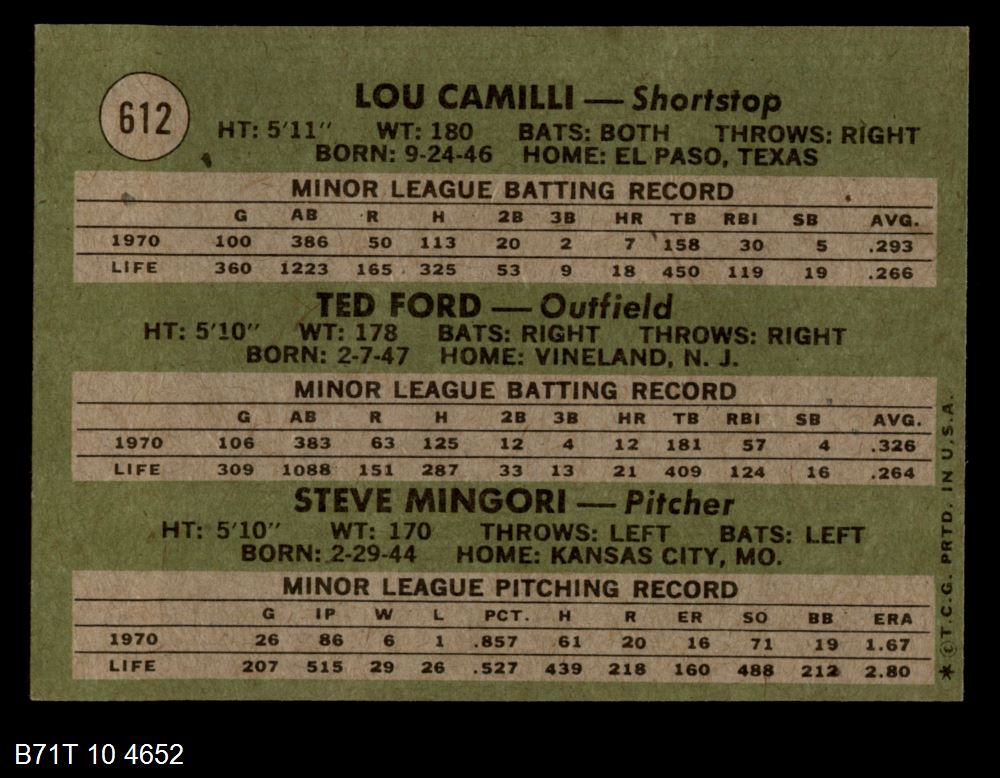 612
LOU CAMILLI — Shortstop
HT: 5'11" WT: 180 BATS: BOTH THROWS: RIGHT
BORN: 9-24-46 HOME: EL PASO, TEXAS
MINOR LEAGUE BATTING RECORD
G AB R H 2B 3B HR TB RBI SB AVG.
1970 100 386 50 113 20 2 7 158 30 5 .293
LIFE 360 1223 165 325 53 9 18 450 119 19 .266
TED FORD — Outfield
HT: 5'10" WT: 178 BATS: RIGHT THROWS: RIGHT
BORN: 2-7-47 HOME: VINELAND, N. J.
MINOR LEAGUE BATTING RECORD
G AB R H 2B 3B HR TB RBI SB AVG.
1970 106 383 63 125 12 4 12 181 57 4 .326
LIFE 309 1088 151 287 33 13 21 409 124 16 .264
STEVE MINGORI — Pitcher
HT: 5'10" WT: 170 THROWS: LEFT BATS: LEFT
BORN: 2-29-44 HOME: KANSAS CITY, MO.
MINOR LEAGUE PITCHING RECORD
G IP W L PCT. H R ER SO BB ERA
1970 26 86 6 1 .857 61 20 16 71 19 1.67
LIFE 207 515 29 26 .527 439 218 160 488 212 2.80
* © T.C.G. PRTD. IN U.S.A.
B71T 10 4652